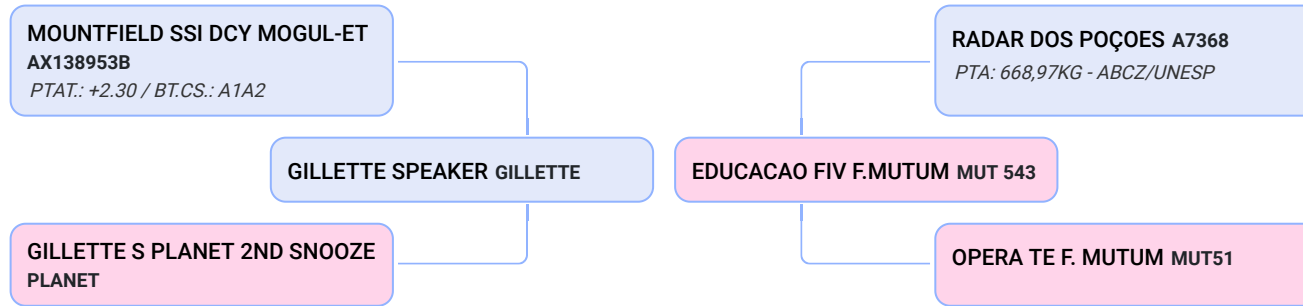 MOUNTFIELD SSI DCY MOGUL-ET
AX138953B
PTAT.: +2.30 / BT.CS.: A1A2
RADAR DOS POÇOES A7368
PTA: 668,97KG - ABCZ/UNESP
GILLETTE SPEAKER GILLETTE
EDUCACAO FIV F.MUTUM MUT 543
GILLETTE S PLANET 2ND SNOOZE
PLANET
OPERA TE F. MUTUM MUT51